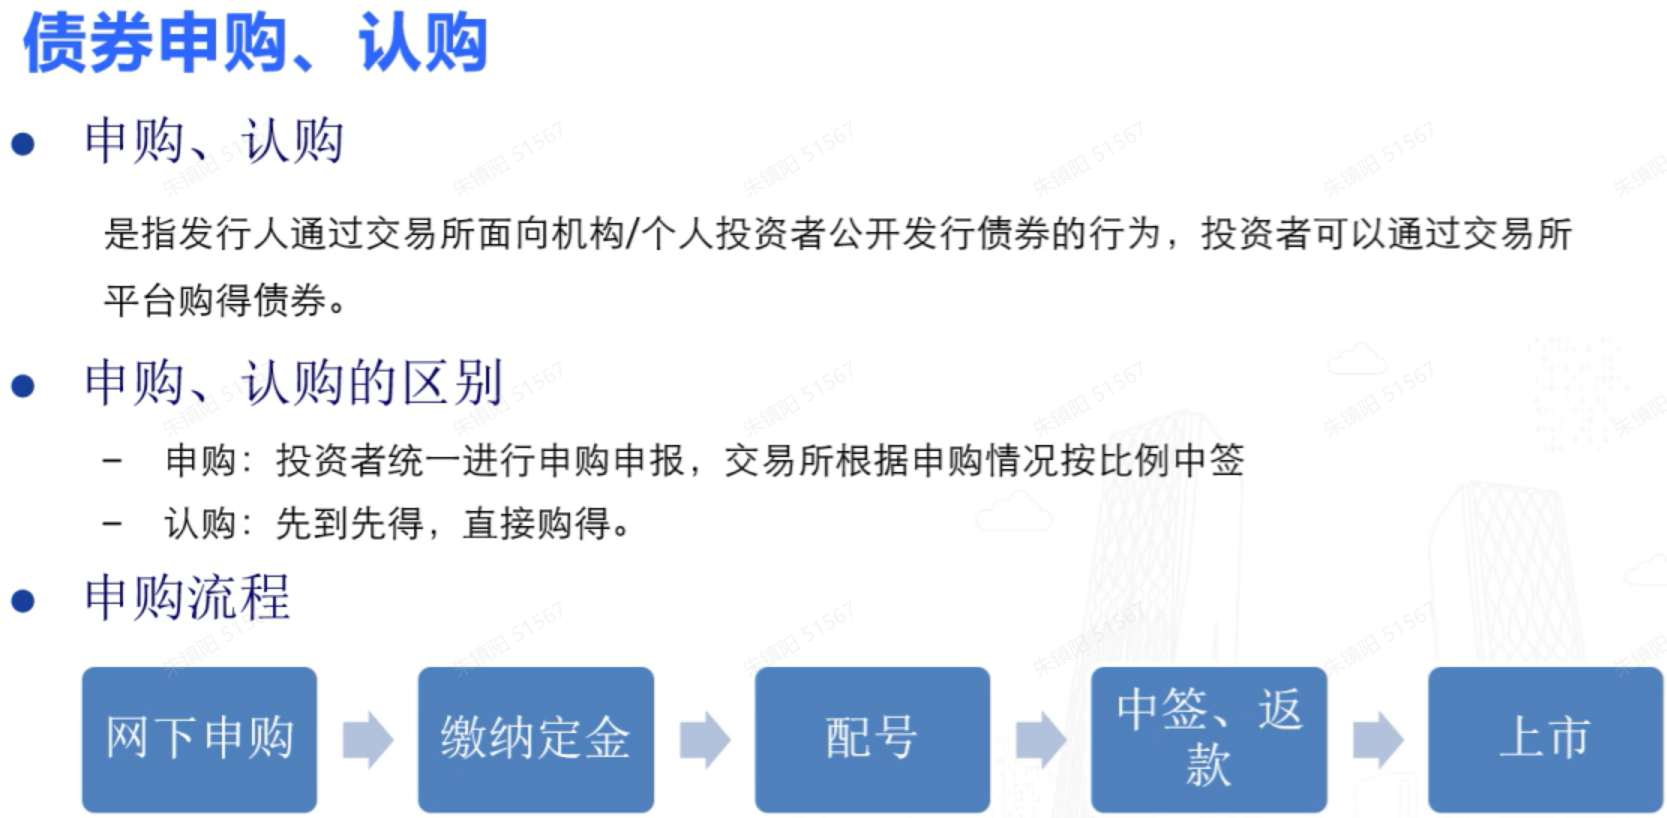 债券申购、认购
● 申购、认购
是指发行人通过交易所面向机构/个人投资者公开发行债券的行为，投资者可以通过交易所
平台购得债券。
● 申购、认购的区别
– 申购：投资者统一进行申购申报，交易所根据申购情况按比例中签
– 认购：先到先得，直接购得。
● 申购流程
网下申购
缴纳定金
配号
中签、返
款
上市
朱镇阳 51567